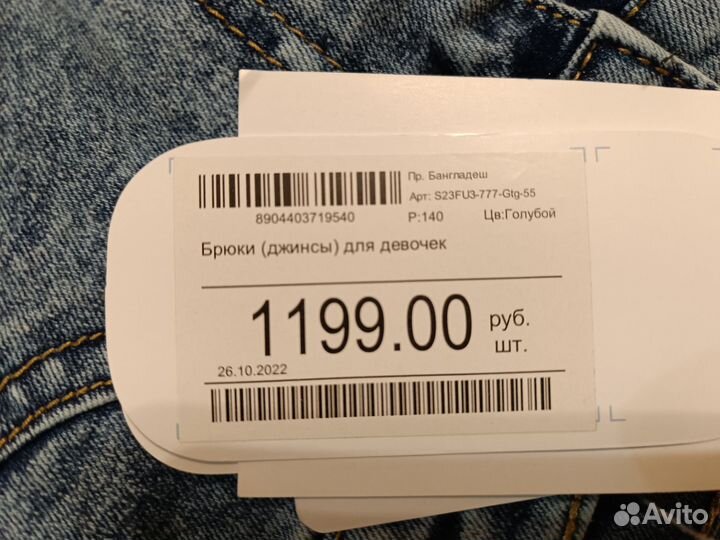 Пр. Бангладеш
Арт: S23FU3-777-Gtg-55
8904403719540 Р:140 Цв:Голубой
Брюки (джинсы) для девочек
1199.00 руб. шт.
26.10.2022
Avito